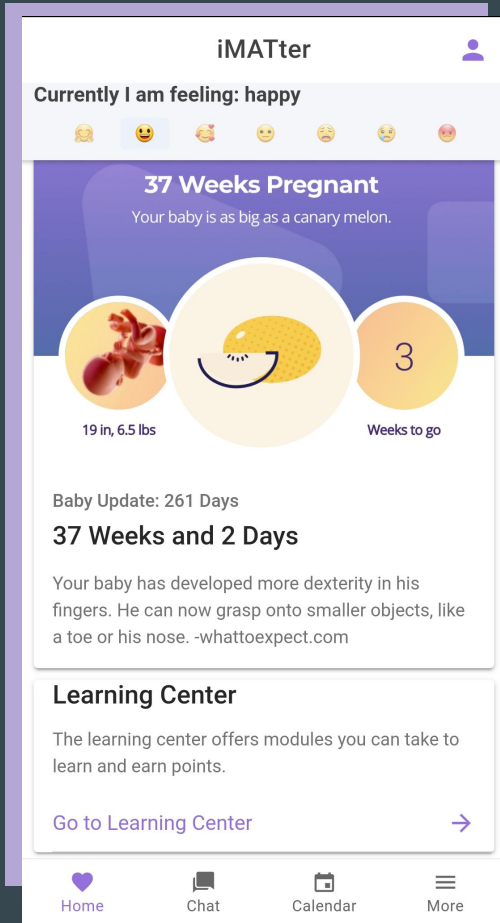 iMATter
Currently I am feeling: happy
37 Weeks Pregnant
Your baby is as big as a canary melon.
3
19 in, 6.5 lbs
Weeks to go
Baby Update: 261 Days
37 Weeks and 2 Days
Your baby has developed more dexterity in his
fingers. He can now grasp onto smaller objects, like
a toe or his nose. -whattoexpect.com
Learning Center
The learning center offers modules you can take to
learn and earn points.
Go to Learning Center
Home
Chat
Calendar
More